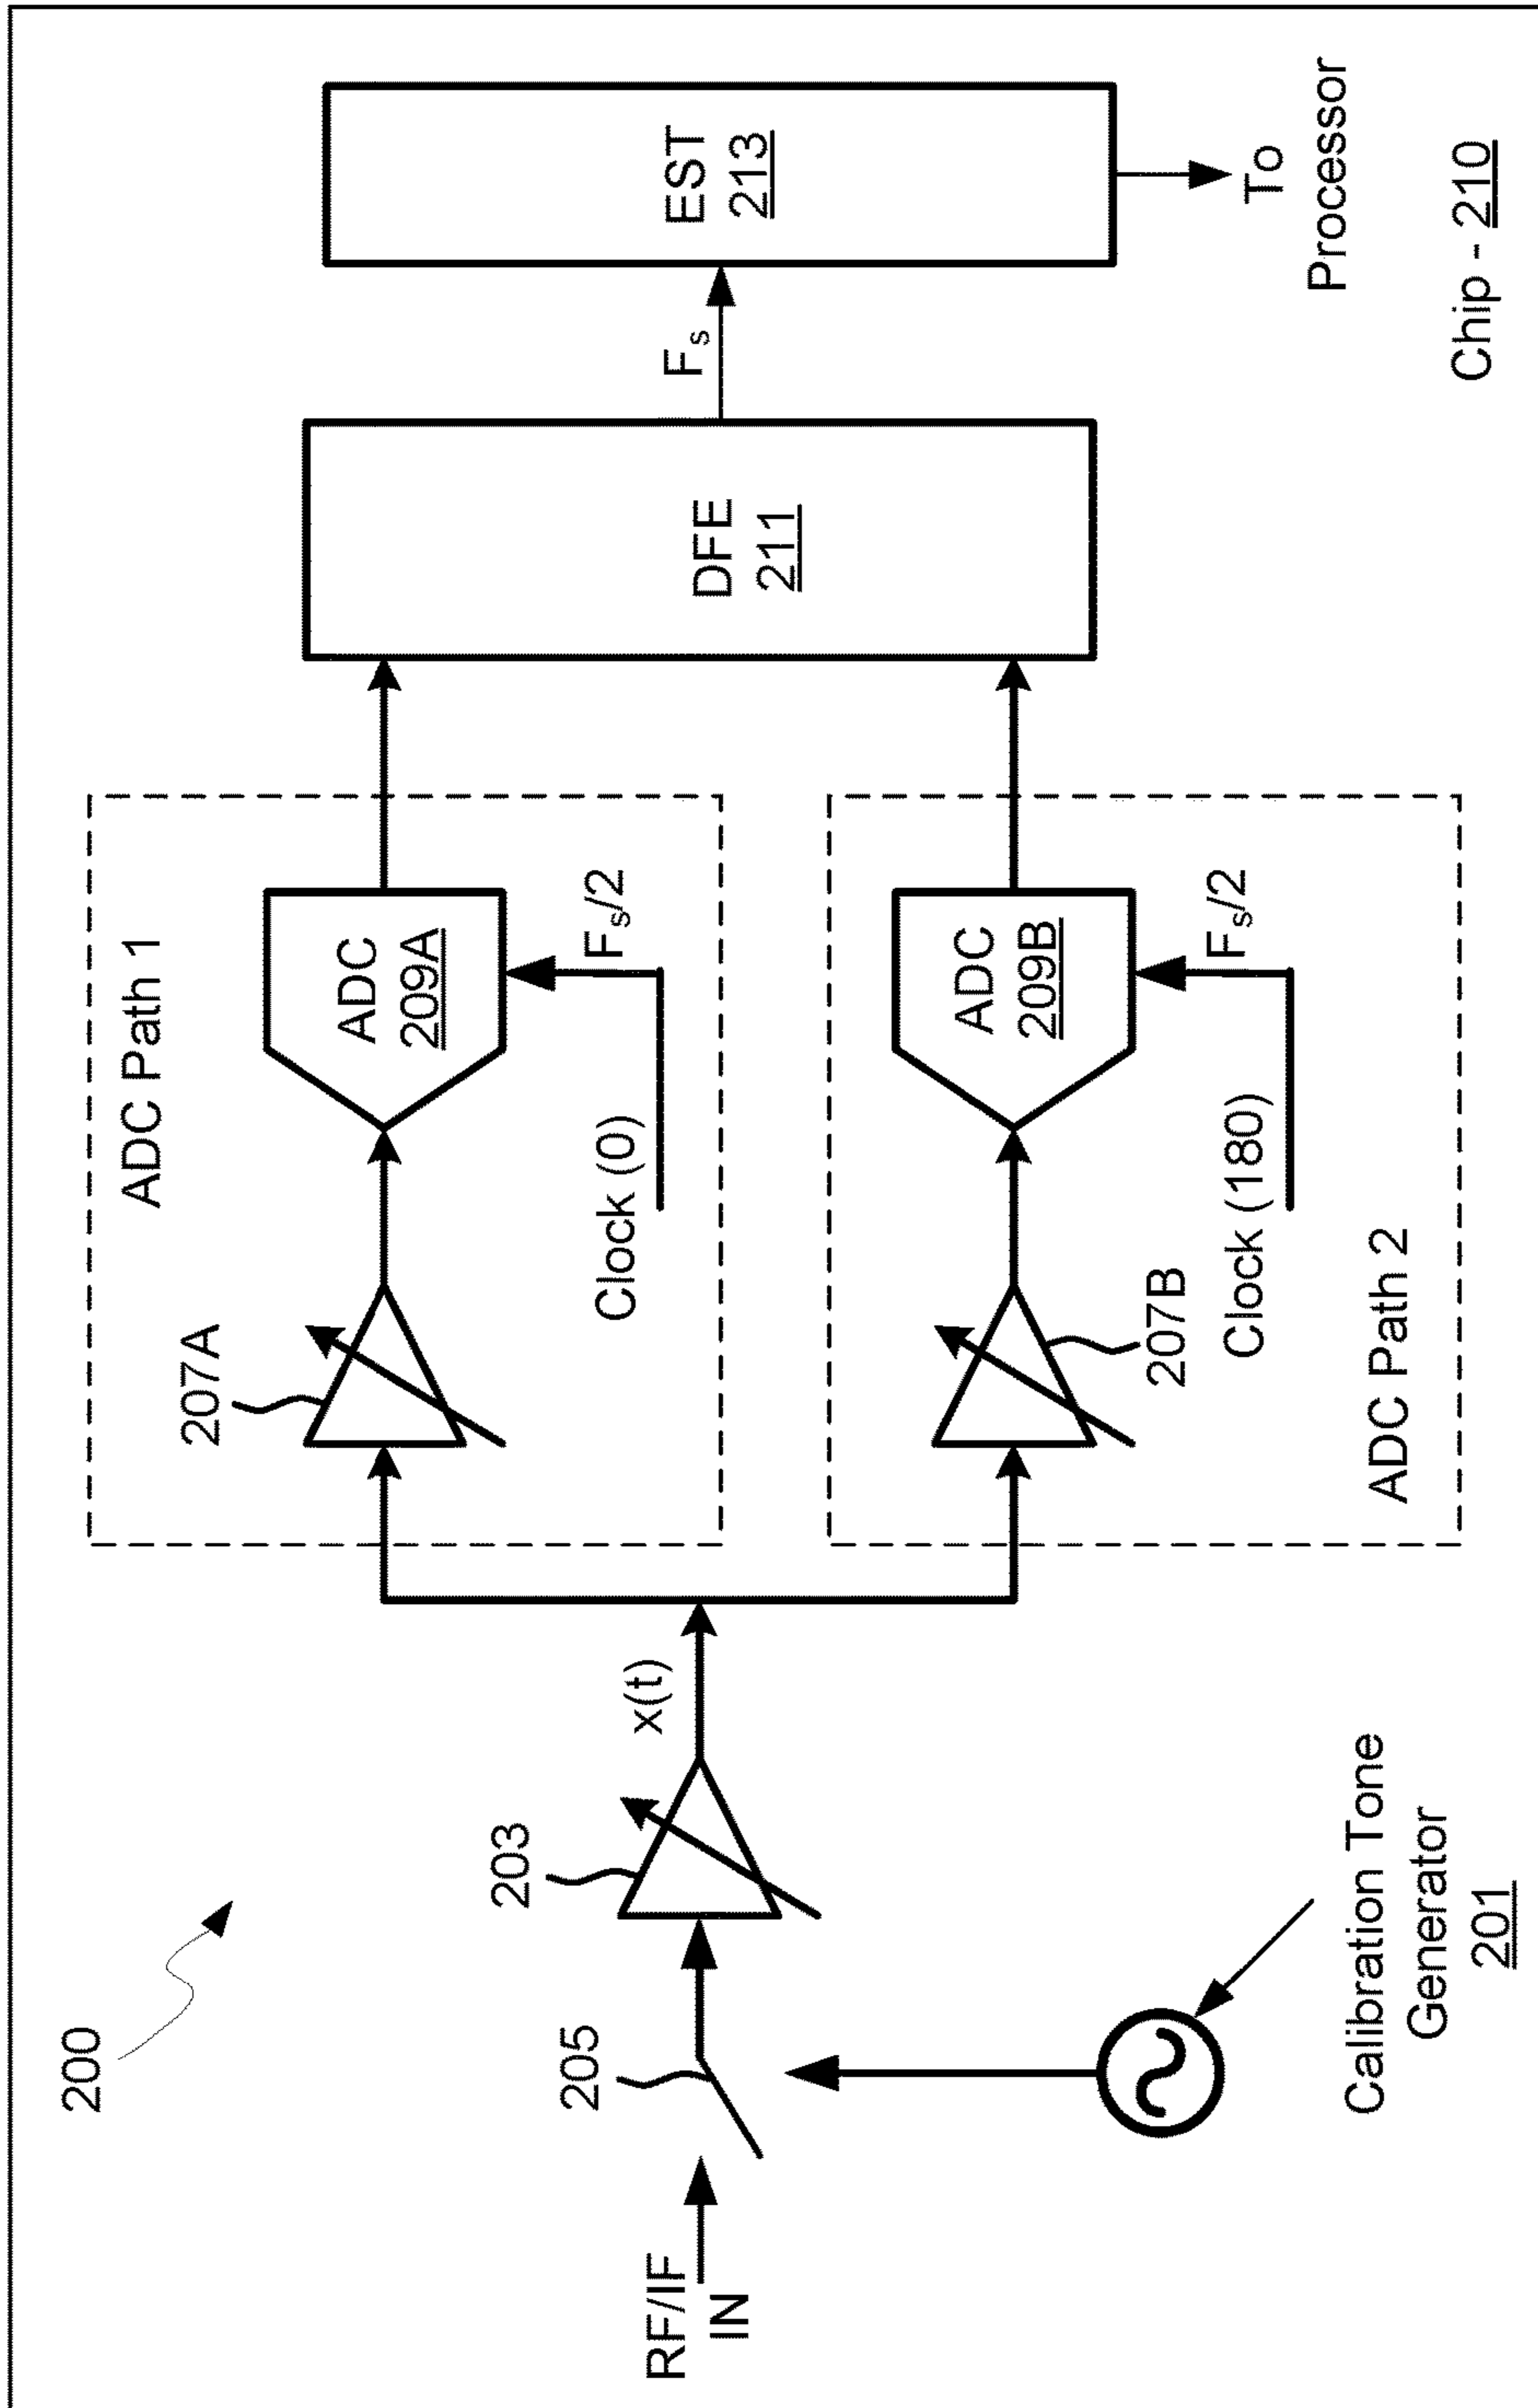 200
RF/IF
IN
205
203
x(t)
Calibration Tone
Generator
201
ADC Path 1
207A
ADC
209A
Clock (0)
Fₛ/2
ADC Path 2
207B
ADC
209B
Clock (180)
Fₛ/2
DFE
211
Fₛ
EST
213
To
Processor
Chip - 210